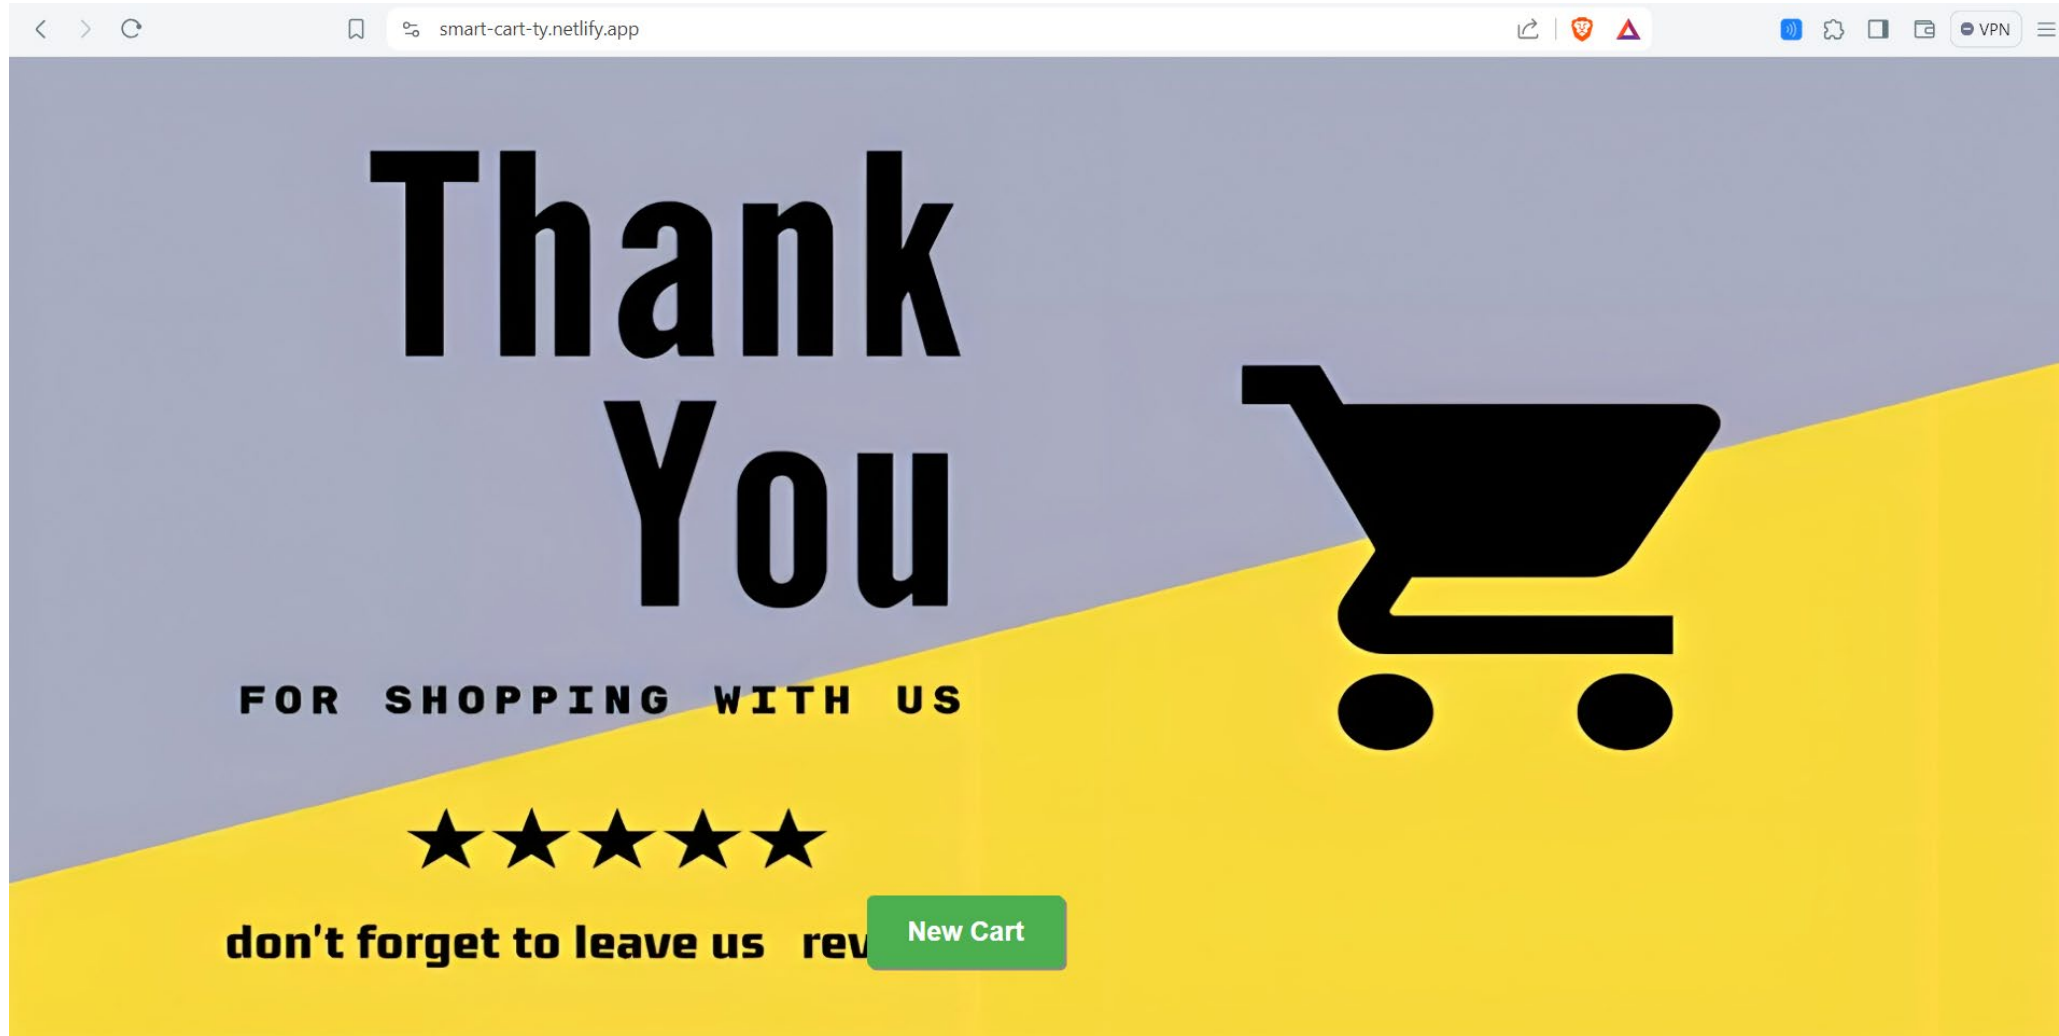 smart-cart-ty.netlify.app
VPN
Thank
You
FOR SHOPPING WITH US
don't forget to leave us rev
New Cart